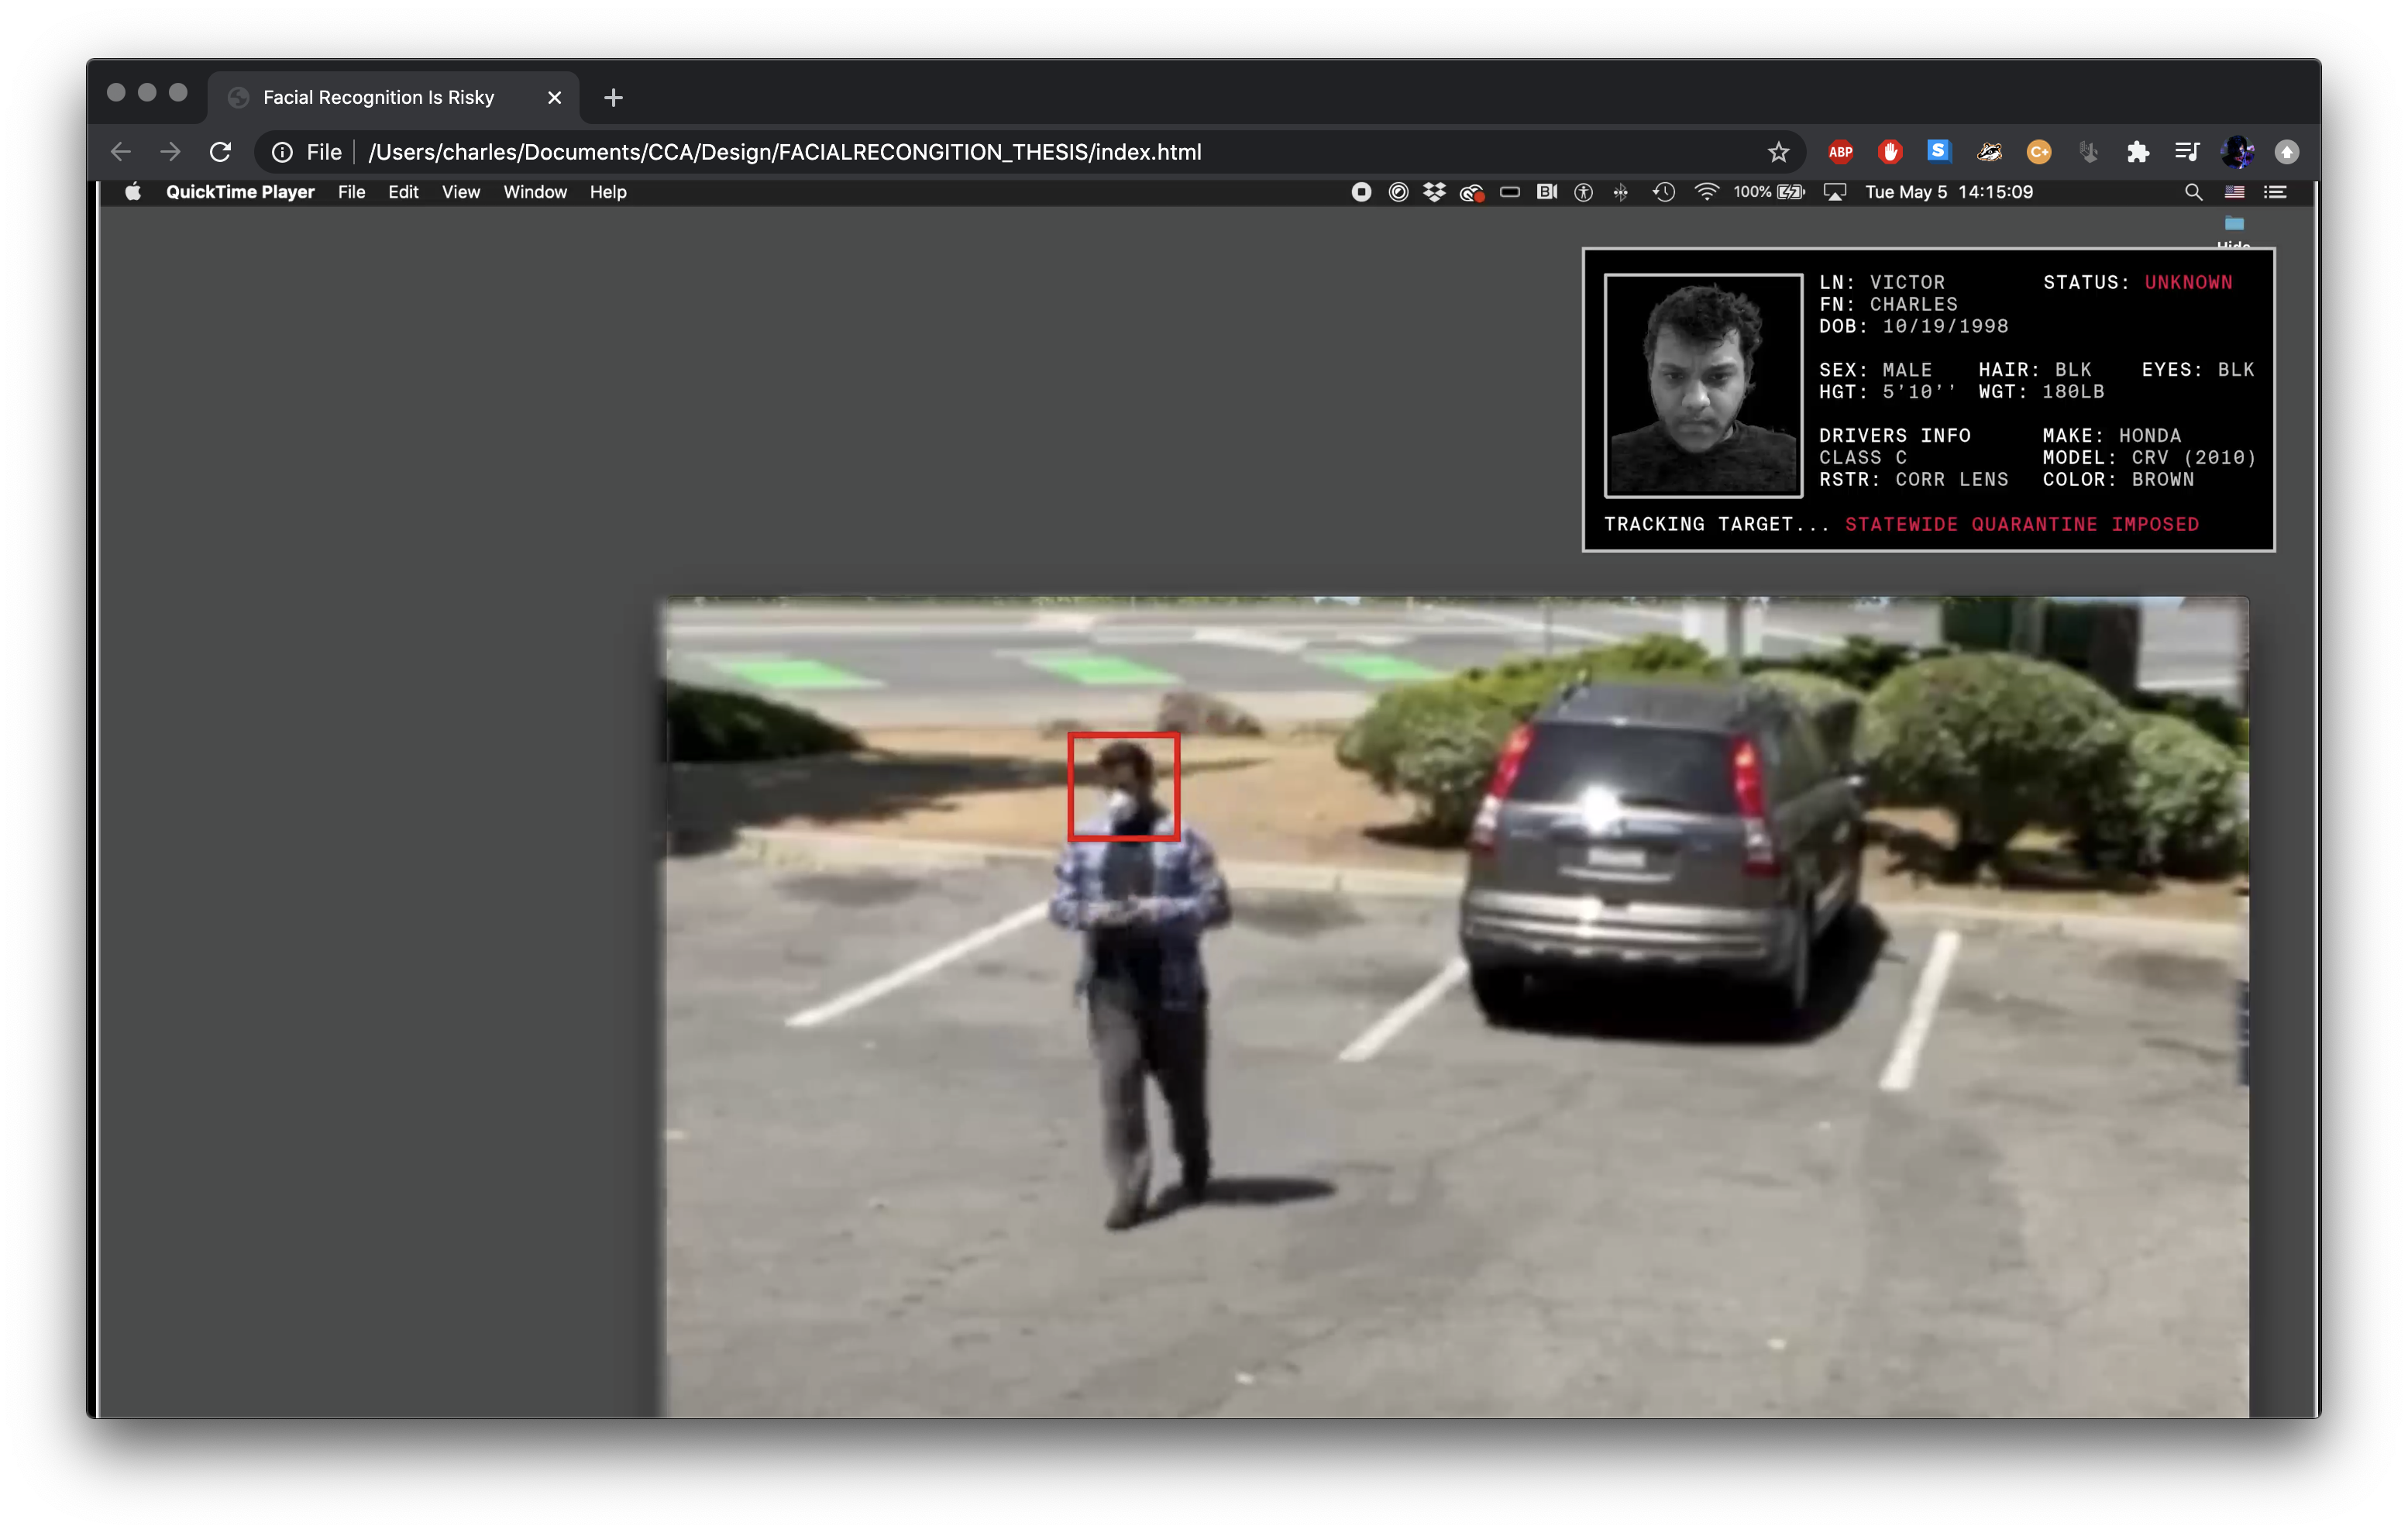 Facial Recognition Is Risky
File /Users/charles/Documents/CCA/Design/FACIALRECONGITION_THESIS/index.html
ABP S C+
QuickTime Player File Edit View Window Help 100% Tue May 5 14:15:09
LN: VICTOR STATUS: UNKNOWN
FN: CHARLES
DOB: 10/19/1998
SEX: MALE HAIR: BLK EYES: BLK
HGT: 5'10'' WGT: 180LB
DRIVERS INFO MAKE: HONDA
CLASS C MODEL: CRV (2010)
RSTR: CORR LENS COLOR: BROWN
TRACKING TARGET... STATEWIDE QUARANTINE IMPOSED